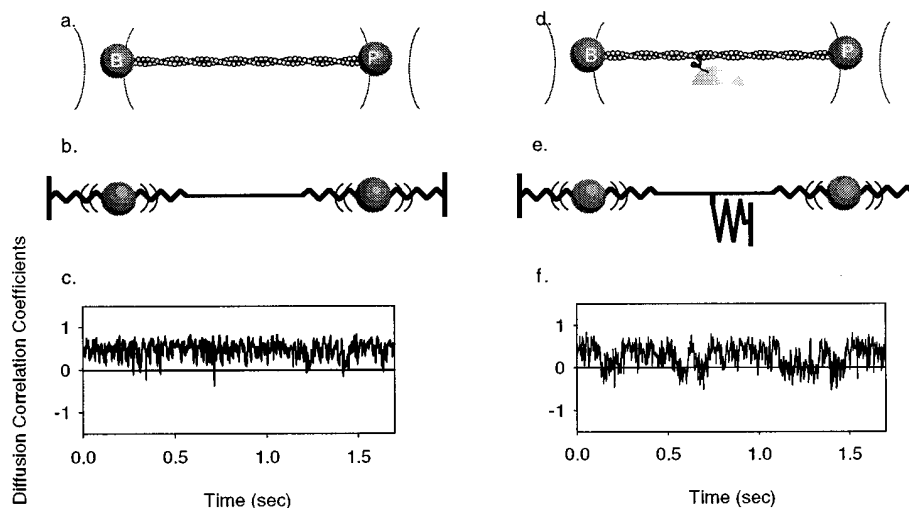 a.
B
P
d.
B
P
b.
e.
Diffusion Correlation Coefficients
c.
1
0
-1
0.0 0.5 1.0 1.5
Time (sec)
f.
1
0
-1
0.0 0.5 1.0 1.5
Time (sec)